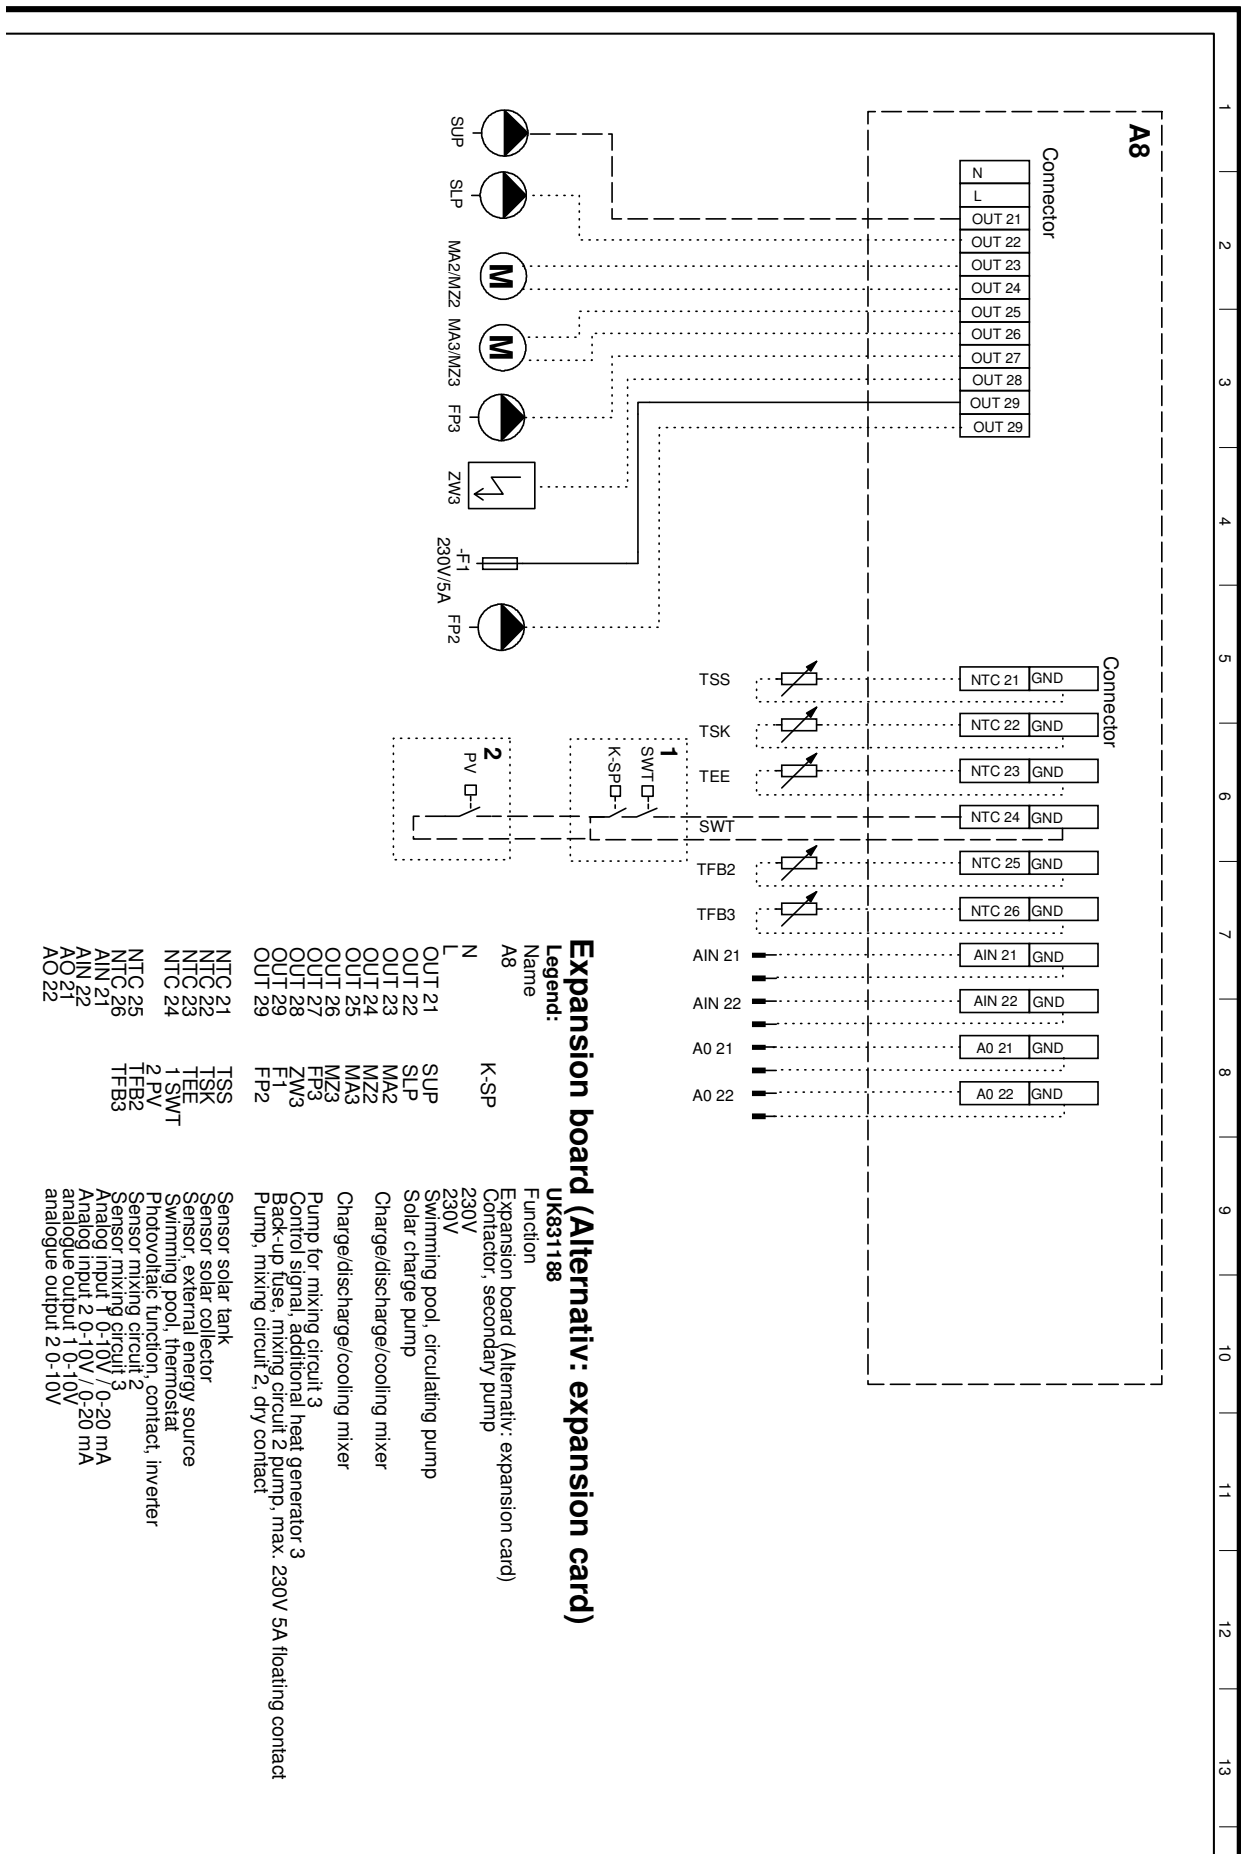 1
2
3
4
5
6
7
8
9
10
11
12
13
A8
Connector
N
L
OUT 21
OUT 22
OUT 23
OUT 24
OUT 25
OUT 26
OUT 27
OUT 28
OUT 29
OUT 29
SUP
SLP
MA2/MZ2
M
MA3/MZ3
M
FP3
ZW3
-F1
230V/5A
FP2
Connector
TSS NTC 21 GND
TSK NTC 22 GND
TEE NTC 23 GND
SWT NTC 24 GND
TFB2 NTC 25 GND
TFB3 NTC 26 GND
AIN 21 AIN 21 GND
AIN 22 AIN 22 GND
A0 21 A0 21 GND
A0 22 A0 22 GND
1
SWT
K-SP
2
PV
Expansion board (Alternativ: expansion card)
Legend: UK831188
Name Function
A8 Expansion board (Alternativ: expansion card)
K-SP Contactor, secondary pump
N 230V
L 230V
OUT 21 SUP Swimming pool, circulating pump
OUT 22 SLP Solar charge pump
OUT 23 MA2
OUT 24 MZ2 Charge/discharge/cooling mixer
OUT 25 MA3
OUT 26 MZ3 Charge/discharge/cooling mixer
OUT 27 FP3 Pump for mixing circuit 3
OUT 28 ZW3 Control signal, additional heat generator 3
OUT 29 F1 Back-up fuse, mixing circuit 2 pump, max. 230V 5A floating contact
OUT 29 FP2 Pump, mixing circuit 2, dry contact
NTC 21 TSS Sensor solar tank
NTC 22 TSK Sensor solar collector
NTC 23 TEE Sensor, external energy source
NTC 24 1 SWT Swimming pool, thermostat
2 PV Photovoltaic function, contact, inverter
NTC 25 TFB2 Sensor mixing circuit 2
NTC 26 TFB3 Sensor mixing circuit 3
AIN 21 Analog input 1 0-10V / 0-20 mA
AIN 22 Analog input 2 0-10V / 0-20 mA
AO 21 analogue output 1 0-10V
AO 22 analogue output 2 0-10V